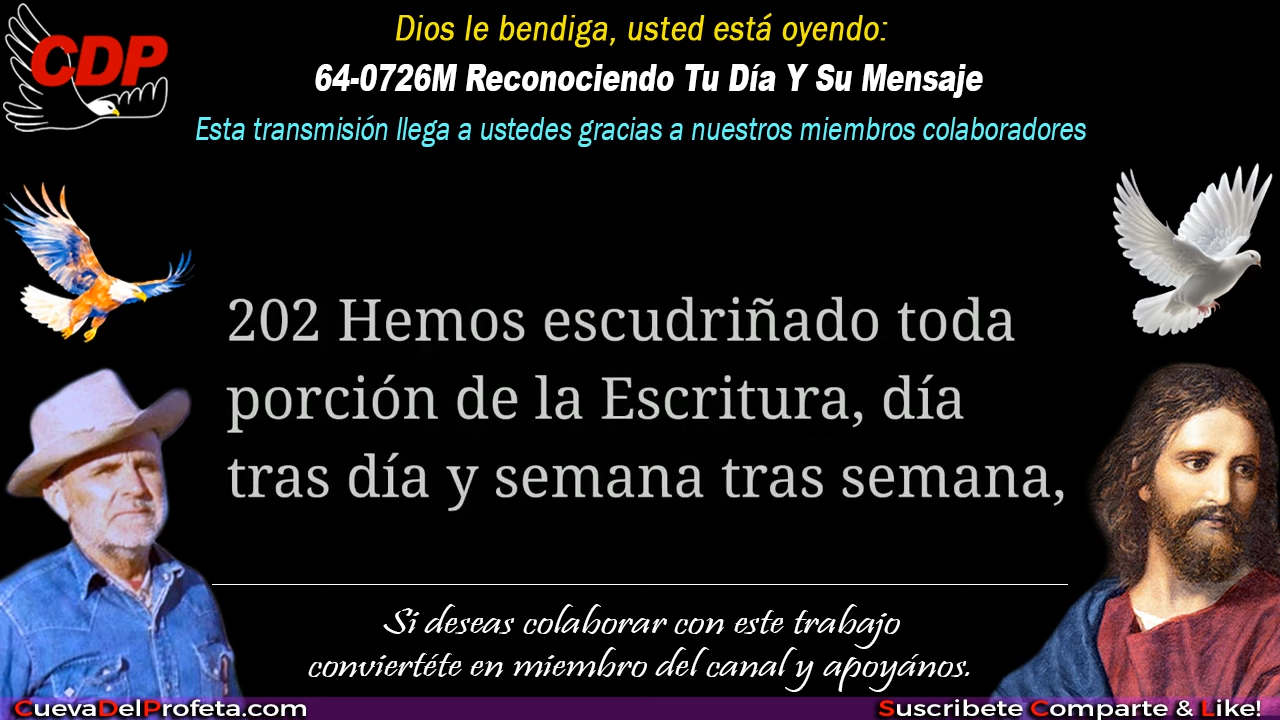 CDP
Dios le bendiga, usted está oyendo:
64-0726M Reconociendo Tu Día Y Su Mensaje
Esta transmisión llega a ustedes gracias a nuestros miembros colaboradores
202 Hemos escudriñado toda
porción de la Escritura, día
tras día y semana tras semana,
Si deseas colaborar con este trabajo
conviertéte en miembro del canal y apoyános.
CuevaDelProfeta.com
Suscribete Comparte & Like!